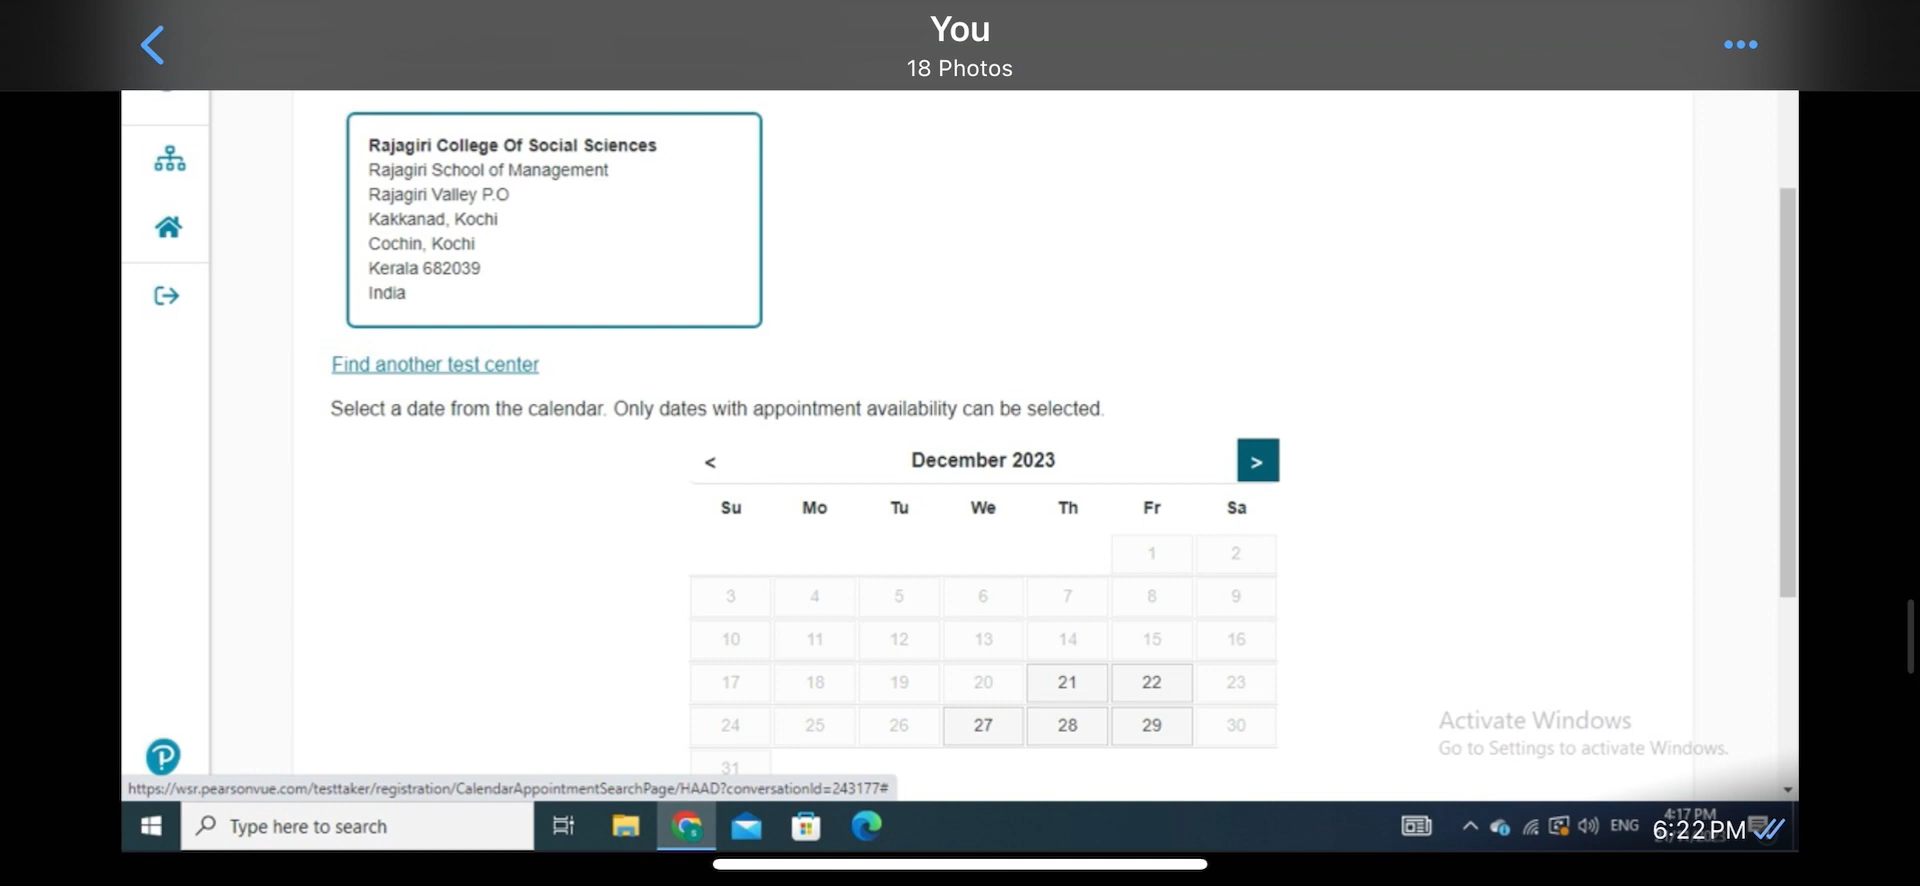 You
18 Photos
Rajagiri College Of Social Sciences
Rajagiri School of Management
Rajagiri Valley P.O
Kakkanad, Kochi
Cochin, Kochi
Kerala 682039
India
Find another test center
Select a date from the calendar. Only dates with appointment availability can be selected.
< December 2023 >
Su Mo Tu We Th Fr Sa
1 2
3 4 5 6 7 8 9
10 11 12 13 14 15 16
17 18 19 20 21 22 23
24 25 26 27 28 29 30
31
Activate Windows
Go to Settings to activate Windows.
https://wsr.pearsonvue.com/testtaker/registration/CalendarAppointmentSearchPage/HAAD?conversationId=243177#
Type here to search
ENG
4:17 PM
6:22 PM